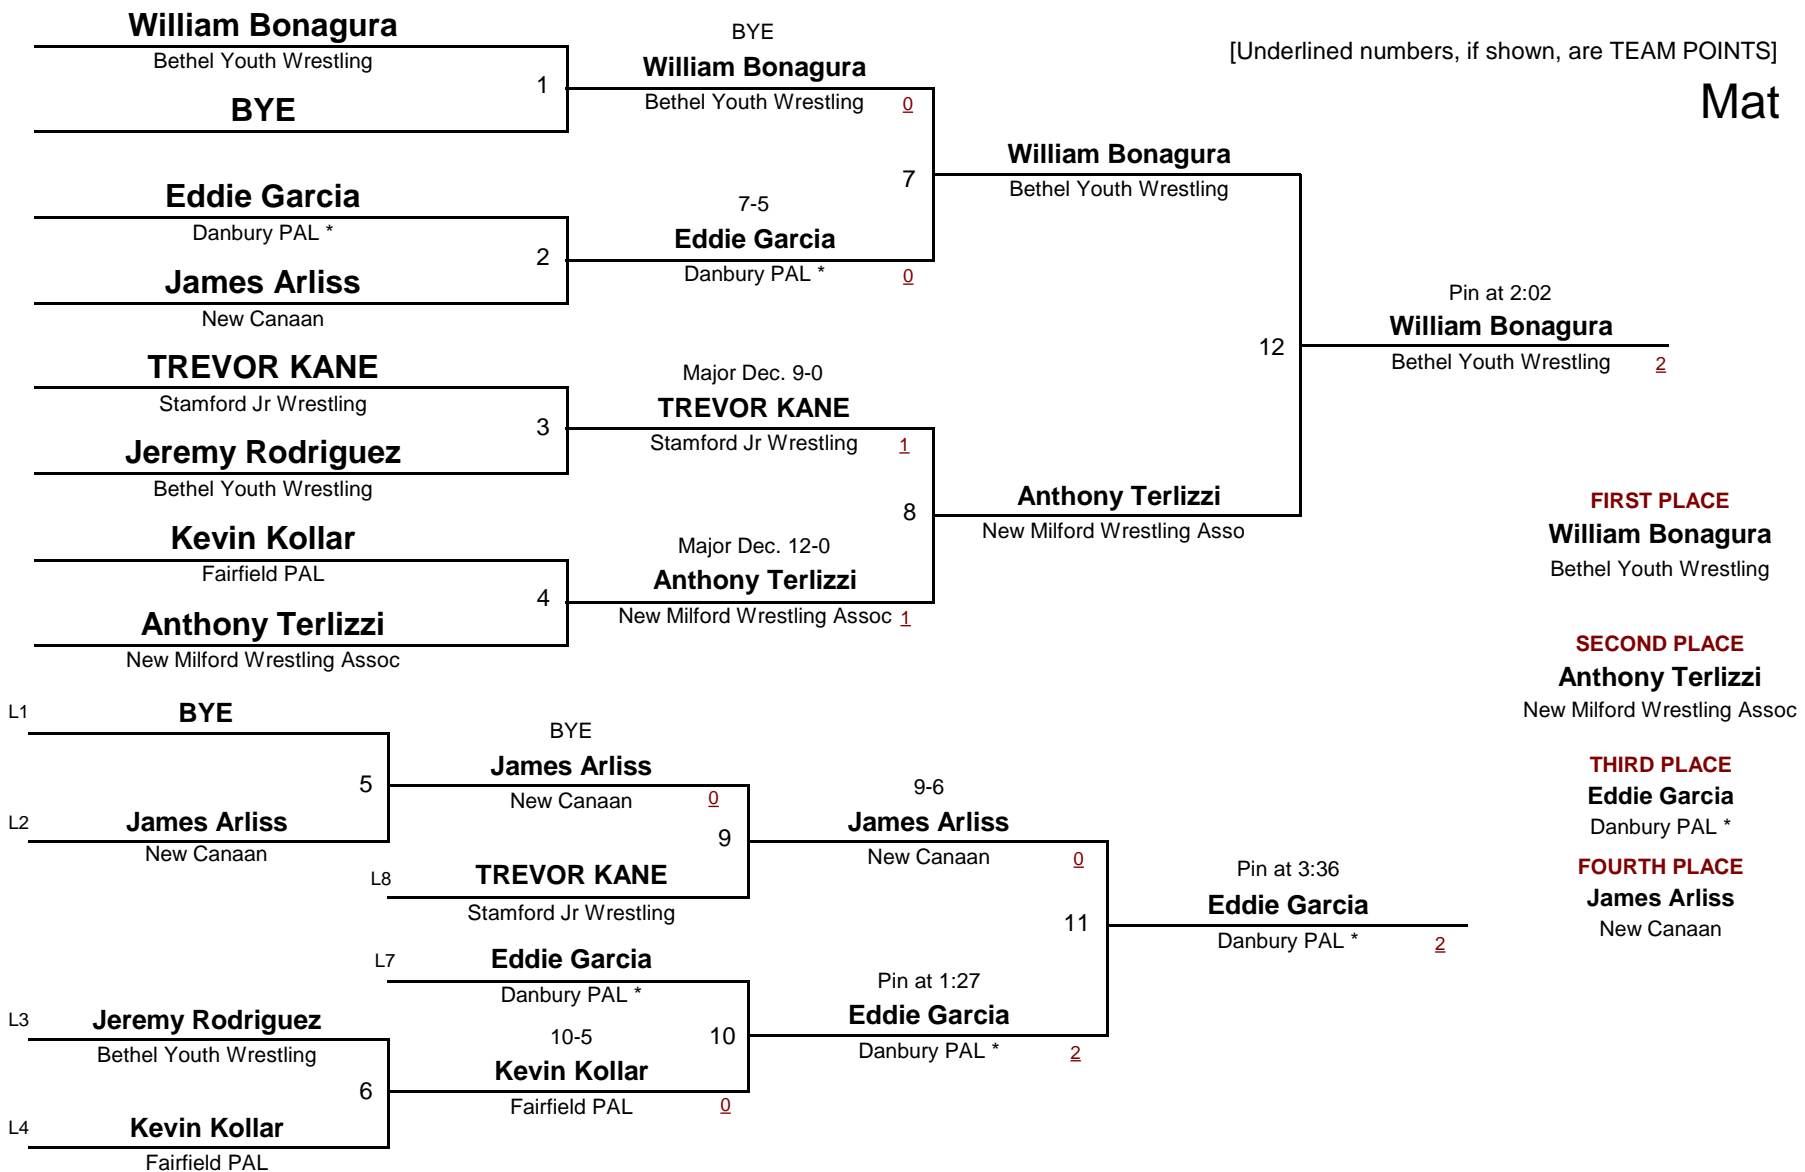 William Bonagura
Bethel Youth Wrestling
1
BYE
Eddie Garcia
Danbury PAL *
2
James Arliss
New Canaan
TREVOR KANE
Stamford Jr Wrestling
3
Jeremy Rodriguez
Bethel Youth Wrestling
Kevin Kollar
Fairfield PAL
4
Anthony Terlizzi
New Milford Wrestling Assoc
BYE
William Bonagura
Bethel Youth Wrestling 0
7
7-5
Eddie Garcia
Danbury PAL * 0
Major Dec. 9-0
TREVOR KANE
Stamford Jr Wrestling 1
8
Major Dec. 12-0
Anthony Terlizzi
New Milford Wrestling Assoc 1
William Bonagura
Bethel Youth Wrestling
12
Anthony Terlizzi
New Milford Wrestling Asso
Pin at 2:02
William Bonagura
Bethel Youth Wrestling 2
[Underlined numbers, if shown, are TEAM POINTS]
Mat
FIRST PLACE
William Bonagura
Bethel Youth Wrestling
SECOND PLACE
Anthony Terlizzi
New Milford Wrestling Assoc
THIRD PLACE
Eddie Garcia
Danbury PAL *
FOURTH PLACE
James Arliss
New Canaan
L1 BYE
5
L2 James Arliss
New Canaan
L3 Jeremy Rodriguez
Bethel Youth Wrestling
6
L4 Kevin Kollar
Fairfield PAL
BYE
James Arliss
New Canaan 0
9
L8 TREVOR KANE
Stamford Jr Wrestling
L7 Eddie Garcia
Danbury PAL *
10-5 10
Kevin Kollar
Fairfield PAL 0
9-6
James Arliss
New Canaan 0
11
Pin at 1:27
Eddie Garcia
Danbury PAL * 2
Pin at 3:36
Eddie Garcia
Danbury PAL * 2